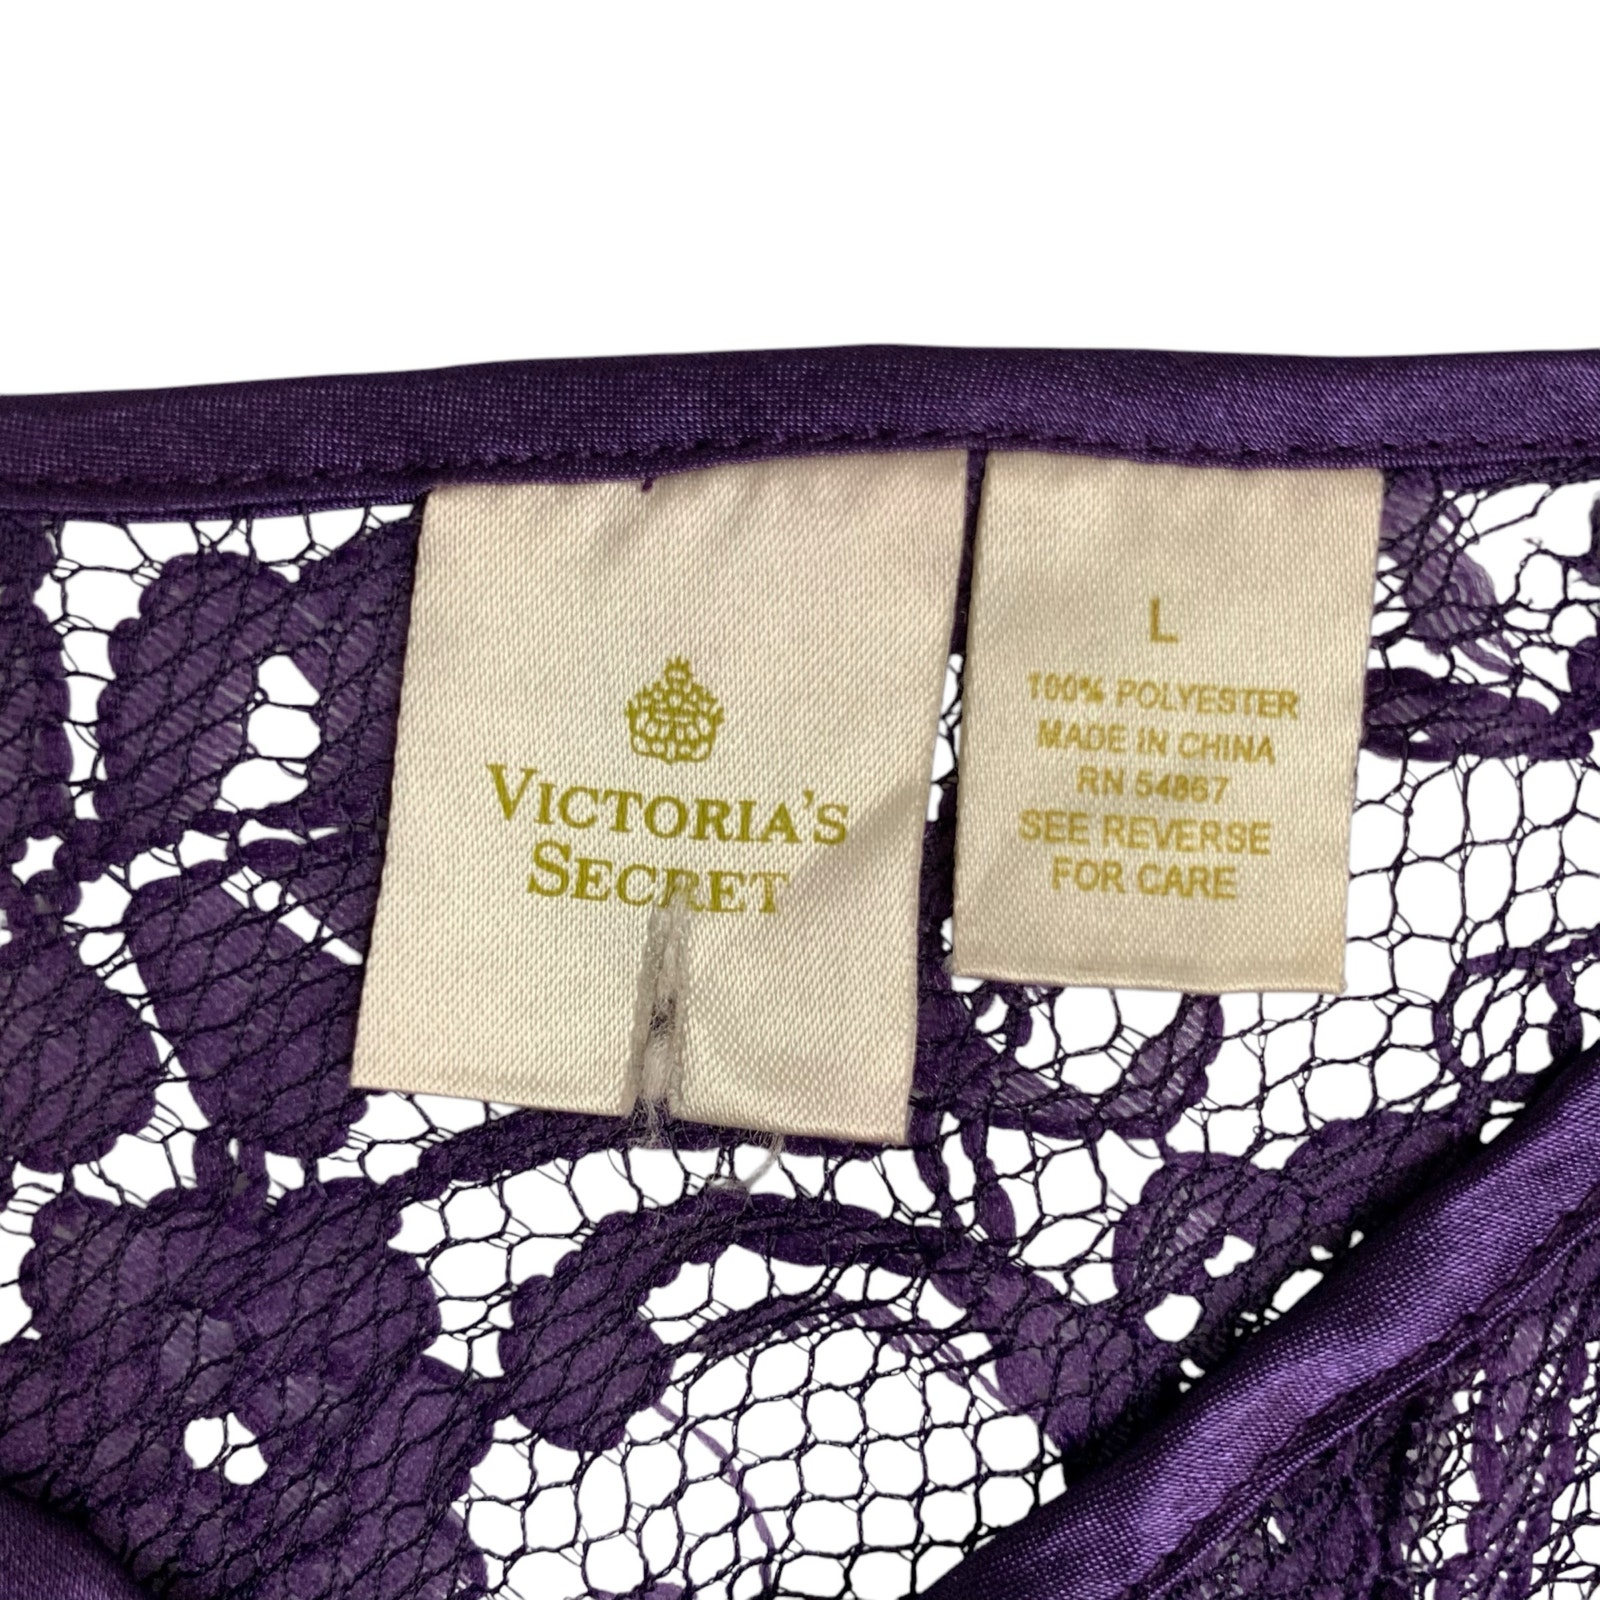 VICTORIA'S
SECRET
L
100% POLYESTER
MADE IN CHINA
RN 54867
SEE REVERSE
FOR CARE